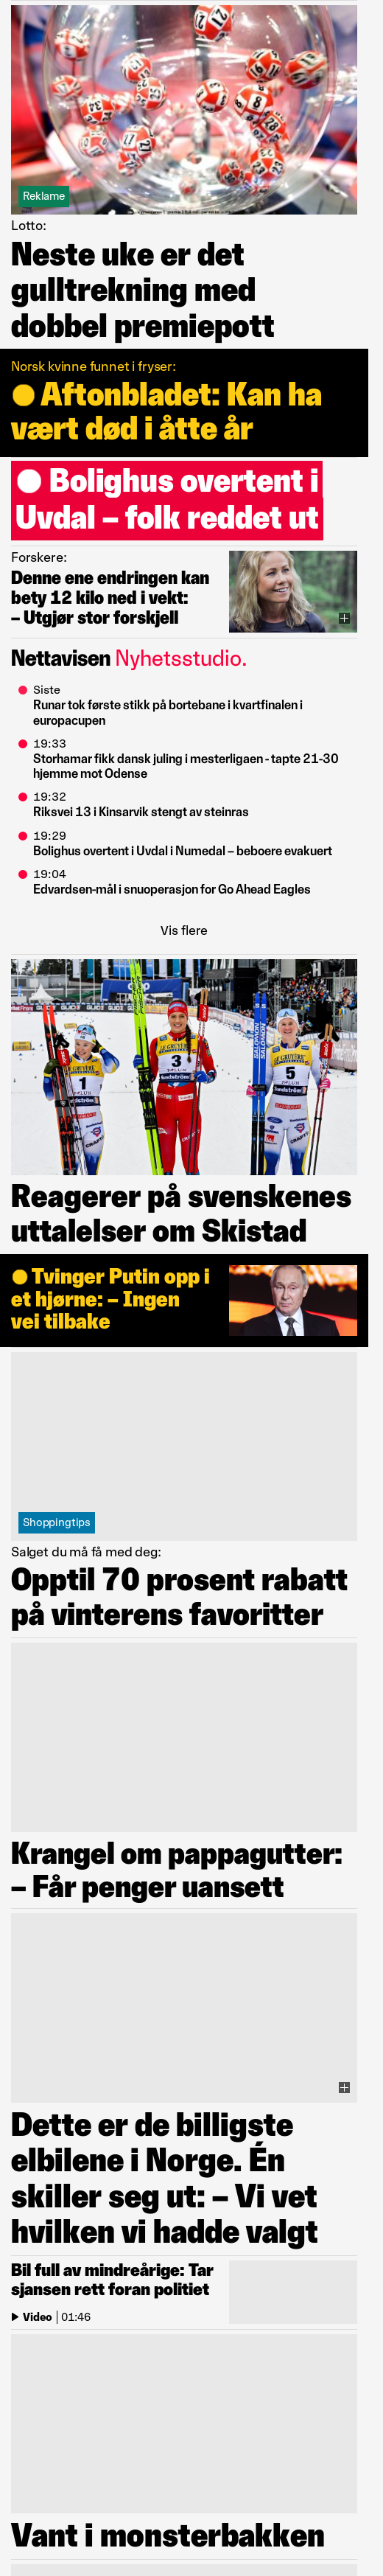 Reklame
Lotto:
Neste uke er det
gulltrekning med
dobbel premiepott
Norsk kvinne funnet i fryser:
Aftonbladet: Kan ha
vært død i åtte år
Bolighus overtent i
Uvdal – folk reddet ut
Forskere:
Denne ene endringen kan
bety 12 kilo ned i vekt:
– Utgjør stor forskjell
Nettavisen Nyhetsstudio.
Siste
Runar tok første stikk på bortebane i kvartfinalen i
europacupen
19:33
Storhamar fikk dansk juling i mesterligaen - tapte 21-30
hjemme mot Odense
19:32
Riksvei 13 i Kinsarvik stengt av steinras
19:29
Bolighus overtent i Uvdal i Numedal – beboere evakuert
19:04
Edvardsen-mål i snuoperasjon for Go Ahead Eagles
Vis flere
1
3
5
Reagerer på svenskenes
uttalelser om Skistad
Tvinger Putin opp i
et hjørne: – Ingen
vei tilbake
Shoppingtips
Salget du må få med deg:
Opptil 70 prosent rabatt
på vinterens favoritter
Krangel om pappagutter:
– Får penger uansett
Dette er de billigste
elbilene i Norge. Én
skiller seg ut: – Vi vet
hvilken vi hadde valgt
Bil full av mindreårige: Tar
sjansen rett foran politiet
Video | 01:46
Vant i monsterbakken